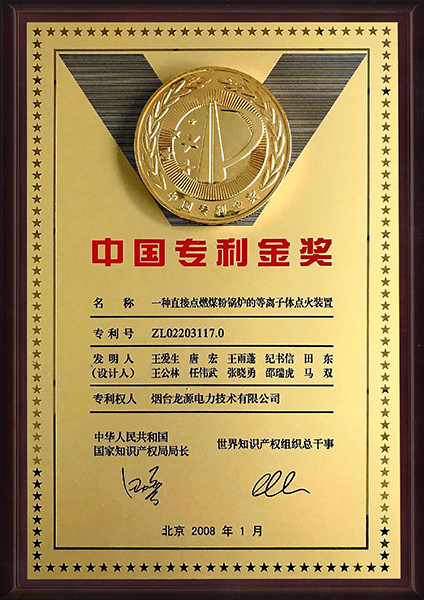 中国专利金奖
中国专利金奖
名 称 一种直接点燃煤粉锅炉的等离子体点火装置
专利号 ZL02203117.0
发明人 王爱生 唐 宏 王雨蓬 纪书信 田 东
(设计人) 王公林 任伟武 张晓勇 邵瑞虎 马 双
专利权人 烟台龙源电力技术有限公司
中华人民共和国
国家知识产权局局长
世界知识产权组织总干事
北京 2008 年 1 月